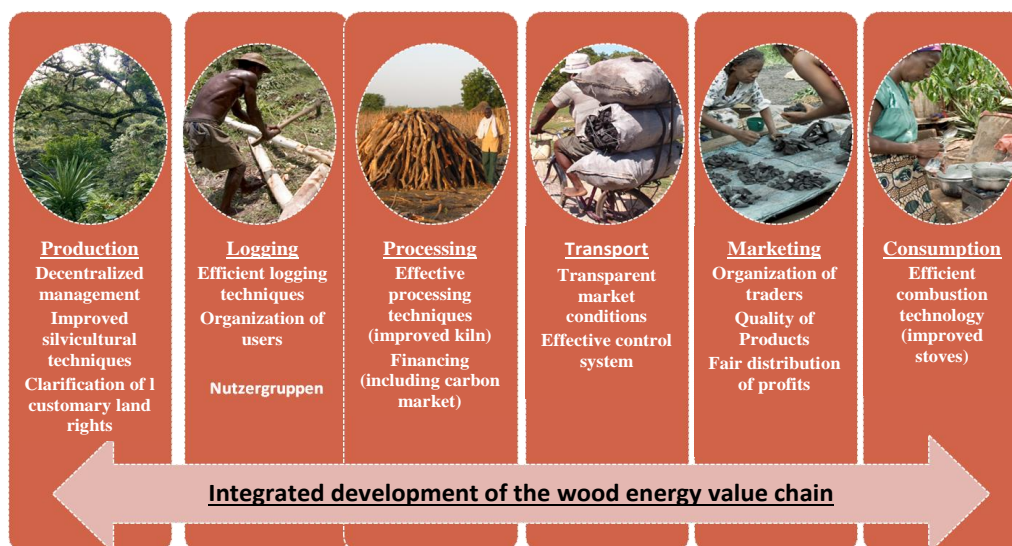 Production
Decentralized
management
Improved
silvicultural
techniques
Clarification of l
customary land
rights
Logging
Efficient logging
techniques
Organization of
users
Nutzergruppen
Processing
Effective
processing
techniques
(improved kiln)
Financing
(including carbon
market)
Transport
Transparent
market
conditions
Effective control
system
Marketing
Organization of
traders
Quality of
Products
Fair distribution
of profits
Consumption
Efficient
combustion
technology
(improved
stoves)
Integrated development of the wood energy value chain